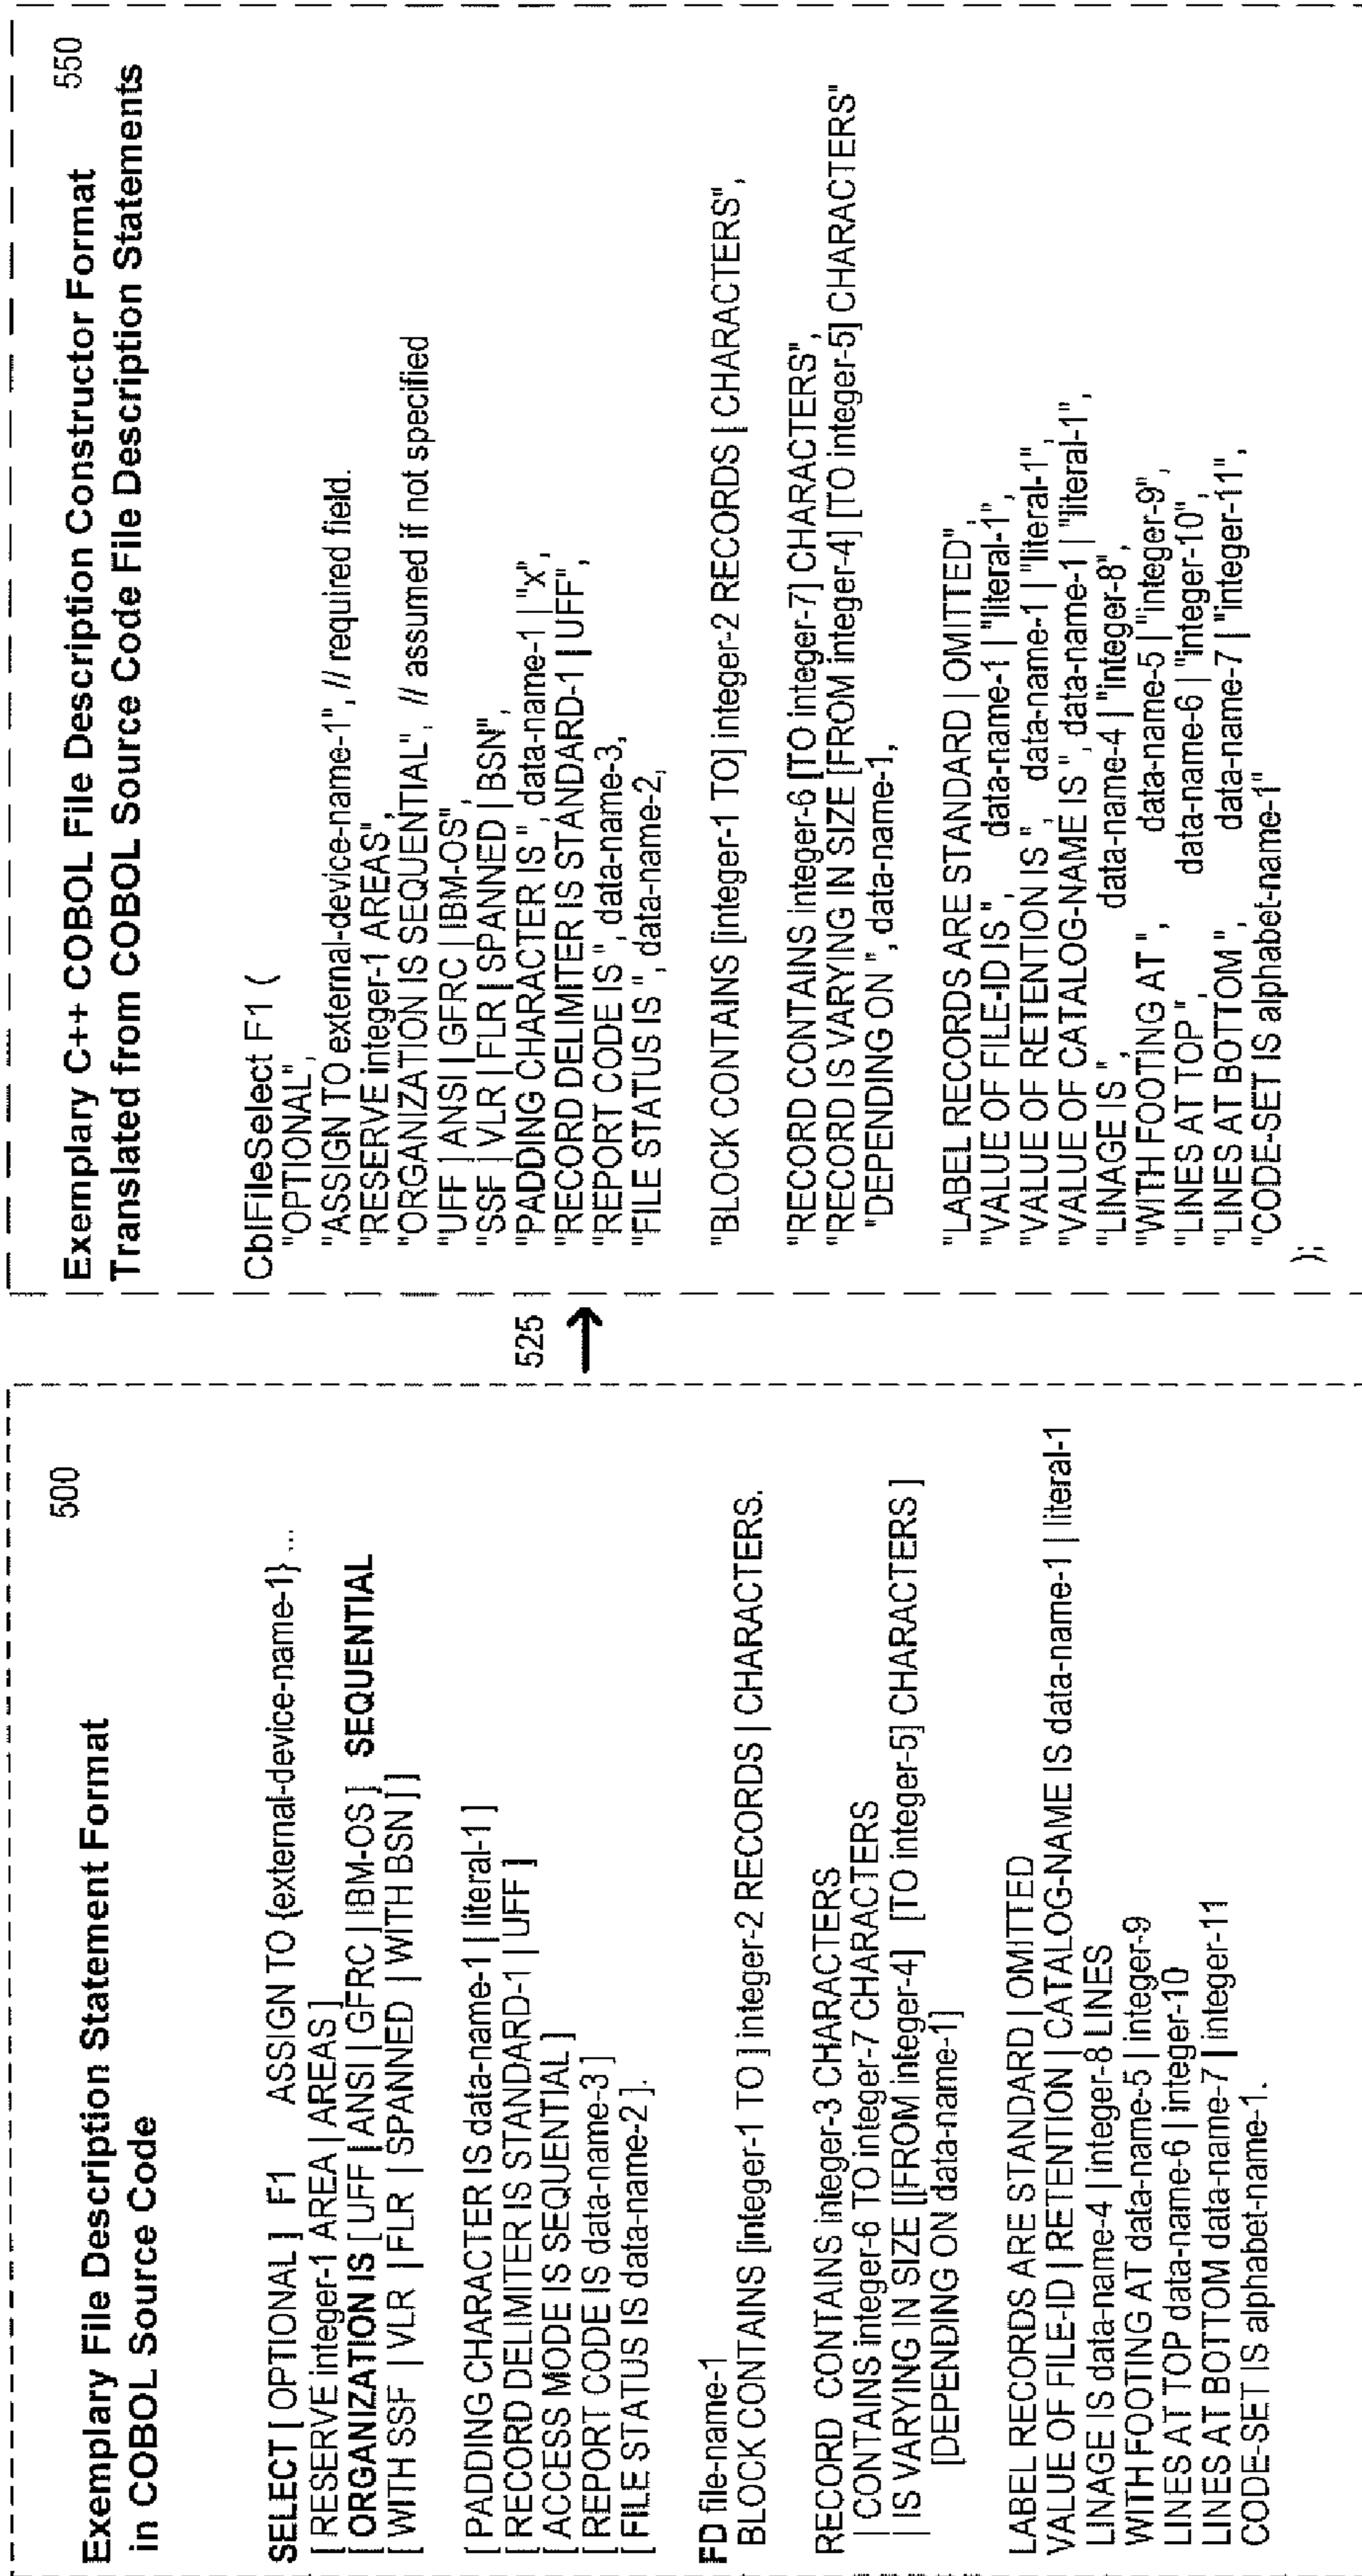 500
Exemplary File Description Statement Format
in COBOL Source Code
SELECT [ OPTIONAL ] F1 ASSIGN TO {external-device-name-1} ...
[ RESERVE integer-1 AREA | AREAS ]
[ ORGANIZATION IS [ UFF | ANSI | GFRC | IBM-OS ] SEQUENTIAL
[ WITH SSF | VLR | FLR | SPANNED | WITH BSN ] ]
[ PADDING CHARACTER IS data-name-1 | literal-1 ]
[ RECORD DELIMITER IS STANDARD-1 | UFF ]
[ ACCESS MODE IS SEQUENTIAL ]
[ REPORT CODE IS data-name-3 ]
[ FILE STATUS IS data-name-2 ].
FD file-name-1
BLOCK CONTAINS [integer-1 TO ] integer-2 RECORDS | CHARACTERS.
RECORD CONTAINS integer-3 CHARACTERS
| CONTAINS integer-6 TO integer-7 CHARACTERS
| IS VARYING IN SIZE [[FROM integer-4] [TO integer-5] CHARACTERS ]
[DEPENDING ON data-name-1]
LABEL RECORDS ARE STANDARD | OMITTED
VALUE OF FILE-ID | RETENTION | CATALOG-NAME IS data-name-1 | literal-1
LINAGE IS data-name-4 | integer-8 LINES
WITH FOOTING AT data-name-5 | integer-9
LINES AT TOP data-name-6 | integer-10
LINES AT BOTTOM data-name-7 | integer-11
CODE-SET IS alphabet-name-1.
525
550
Exemplary C++ COBOL File Description Constructor Format
Translated from COBOL Source Code File Description Statements
CblFileSelect F1 (
"OPTIONAL",
"ASSIGN TO external-device-name-1", // required field.
"RESERVE integer-1 AREAS",
"ORGANIZATION IS SEQUENTIAL", // assumed if not specified
"UFF | ANSI | GFRC | IBM-OS",
"SSF | VLR | FLR | SPANNED | BSN",
"PADDING CHARACTER IS ", data-name-1 | "x",
"RECORD DELIMITER IS STANDARD-1 | UFF",
"REPORT CODE IS ", data-name-3,
"FILE STATUS IS ", data-name-2,
"BLOCK CONTAINS [integer-1 TO] integer-2 RECORDS | CHARACTERS",
"RECORD CONTAINS integer-6 [TO integer-7] CHARACTERS",
"RECORD IS VARYING IN SIZE [FROM integer-4] [TO integer-5] CHARACTERS"
"DEPENDING ON ", data-name-1,
"LABEL RECORDS ARE STANDARD | OMITTED",
"VALUE OF FILE-ID IS ", data-name-1 | "literal-1",
"VALUE OF RETENTION IS ", data-name-1 | "literal-1",
"VALUE OF CATALOG-NAME IS ", data-name-1 | "literal-1",
"LINAGE IS ", data-name-4 | "integer-8",
"WITH FOOTING AT ", data-name-5 | "integer-9",
"LINES AT TOP ", data-name-6 | "integer-10",
"LINES AT BOTTOM ", data-name-7 | "integer-11",
"CODE-SET IS alphabet-name-1"
);